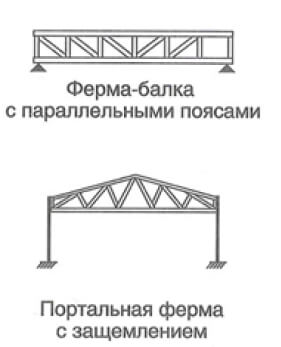 Ферма-балка
с параллельными поясами
Портальная ферма
с защемлением